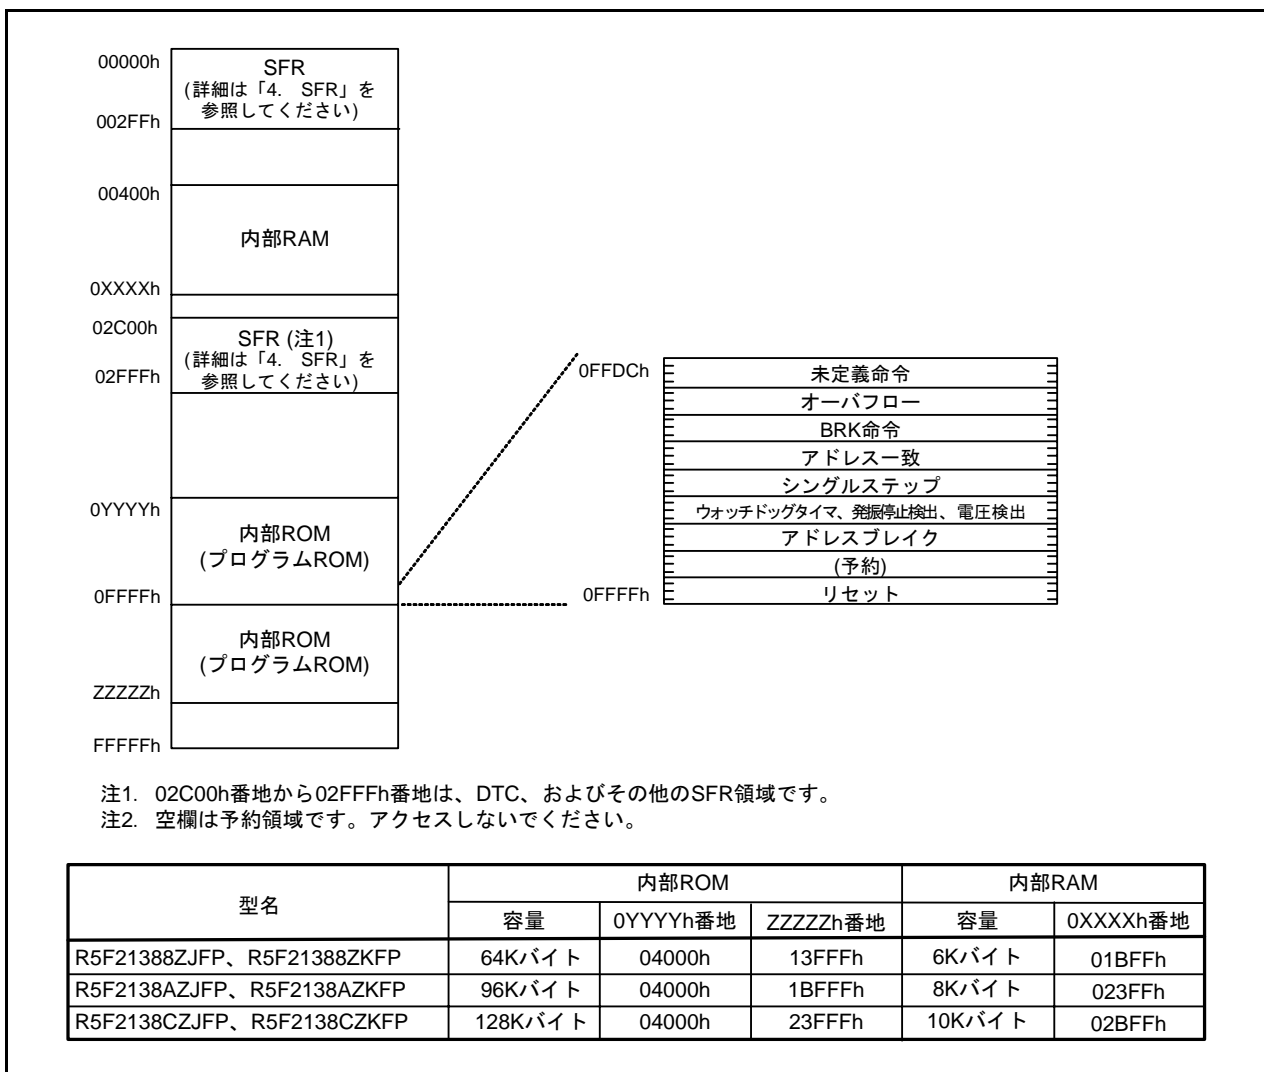 00000h
SFR
(詳細は「4. SFR」を
参照してください)
002FFh
00400h
内部RAM
0XXXXh
02C00h
SFR (注1)
(詳細は「4. SFR」を
参照してください)
02FFFh
0YYYYh
内部ROM
(プログラムROM)
0FFFFh
内部ROM
(プログラムROM)
ZZZZZh
FFFFFh
0FFDCh
未定義命令
オーバフロー
BRK命令
アドレス一致
シングルステップ
ウォッチドッグタイマ、発振停止検出、電圧検出
アドレスブレイク
(予約)
0FFFFh
リセット
注1. 02C00h番地から02FFFh番地は、DTC、およびその他のSFR領域です。
注2. 空欄は予約領域です。アクセスしないでください。
型名 内部ROM 内部RAM
容量 0YYYYh番地 ZZZZZh番地 容量 0XXXXh番地
R5F21388ZJFP、R5F21388ZKFP 64Kバイト 04000h 13FFFh 6Kバイト 01BFFh
R5F2138AZJFP、R5F2138AZKFP 96Kバイト 04000h 1BFFFh 8Kバイト 023FFh
R5F2138CZJFP、R5F2138CZKFP 128Kバイト 04000h 23FFFh 10Kバイト 02BFFh